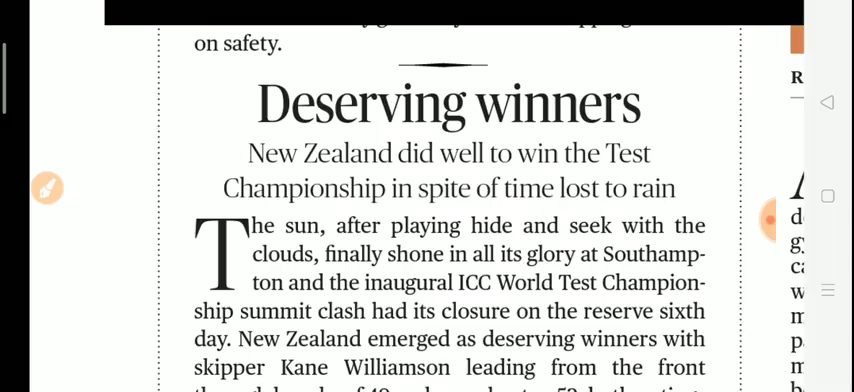 on safety.
Deserving winners
New Zealand did well to win the Test
Championship in spite of time lost to rain
The sun, after playing hide and seek with the
clouds, finally shone in all its glory at Southamp-
ton and the inaugural ICC World Test Champion-
ship summit clash had its closure on the reserve sixth
day. New Zealand emerged as deserving winners with
skipper Kane Williamson leading from the front
R